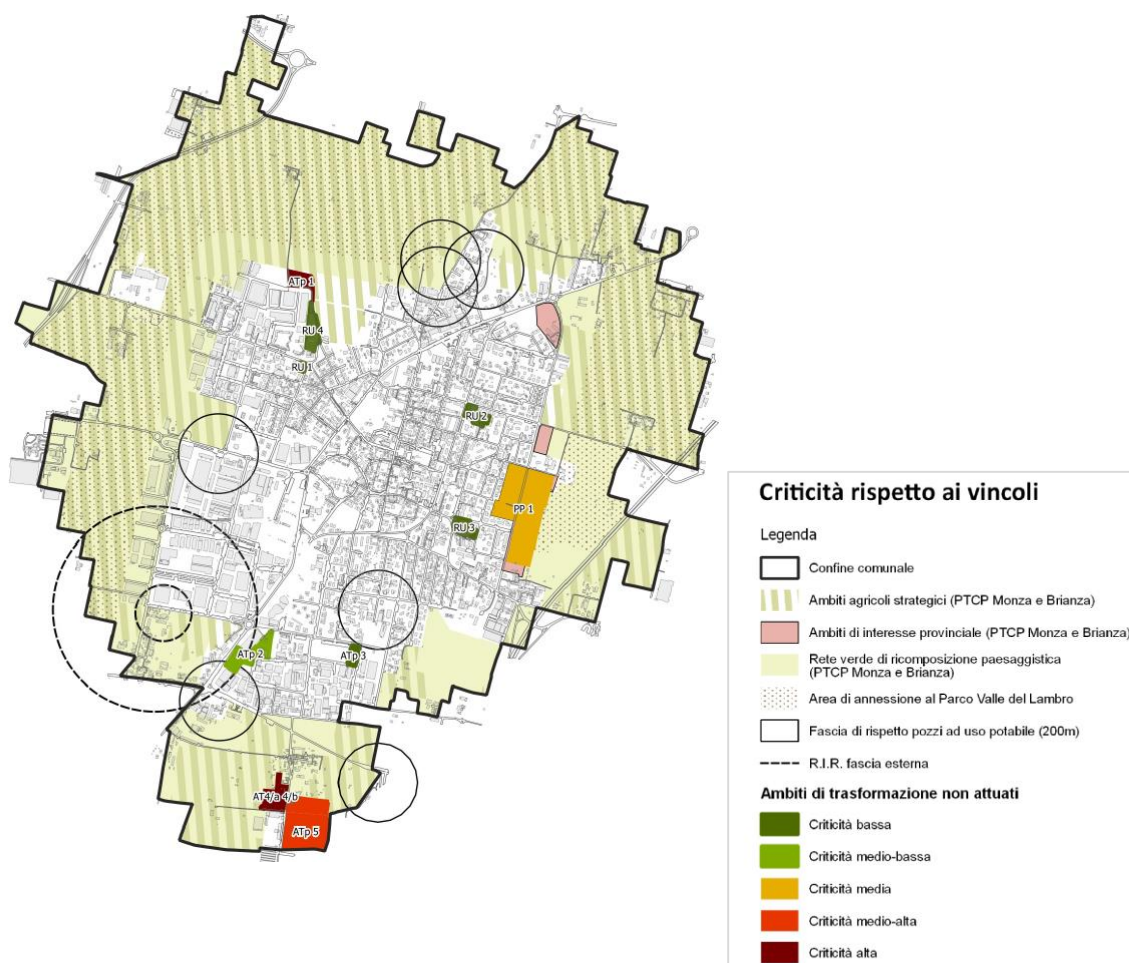 ATp 1
RU 4
RU 1
RU 2
PP 1
RU 3
ATp 2
ATp 3
AT4/a 4/b
ATp 5
Criticità rispetto ai vincoli
Legenda
Confine comunale
Ambiti agricoli strategici (PTCP Monza e Brianza)
Ambiti di interesse provinciale (PTCP Monza e Brianza)
Rete verde di ricomposizione paesaggistica
(PTCP Monza e Brianza)
Area di annessione al Parco Valle del Lambro
Fascia di rispetto pozzi ad uso potabile (200m)
R.I.R. fascia esterna
Ambiti di trasformazione non attuati
Criticità bassa
Criticità medio-bassa
Criticità media
Criticità medio-alta
Criticità alta